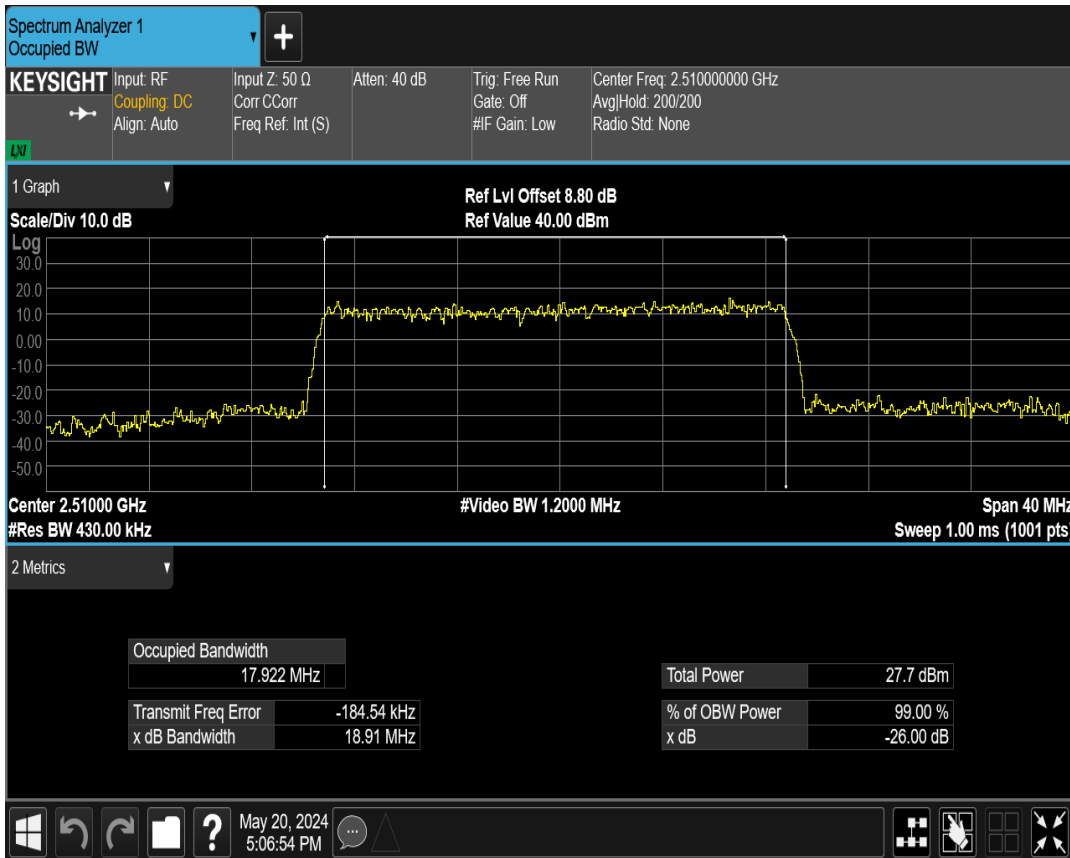 Spectrum Analyzer 1
Occupied BW
+
KEYSIGHT
LXI
Input: RF
Coupling: DC
Align: Auto
Input Z: 50 Ω
Corr CCorr
Freq Ref: Int (S)
Atten: 40 dB
Trig: Free Run
Gate: Off
#IF Gain: Low
Center Freq: 2.510000000 GHz
Avg|Hold: 200/200
Radio Std: None
1 Graph
Scale/Div 10.0 dB
Ref Lvl Offset 8.80 dB
Ref Value 40.00 dBm
Log
30.0
20.0
10.0
0.00
-10.0
-20.0
-30.0
-40.0
-50.0
Center 2.51000 GHz
#Video BW 1.2000 MHz
Span 40 MHz
#Res BW 430.00 kHz
Sweep 1.00 ms (1001 pts)
2 Metrics
Occupied Bandwidth
17.922 MHz
Total Power 27.7 dBm
Transmit Freq Error -184.54 kHz
% of OBW Power 99.00 %
x dB Bandwidth 18.91 MHz
x dB -26.00 dB
?
May 20, 2024
5:06:54 PM